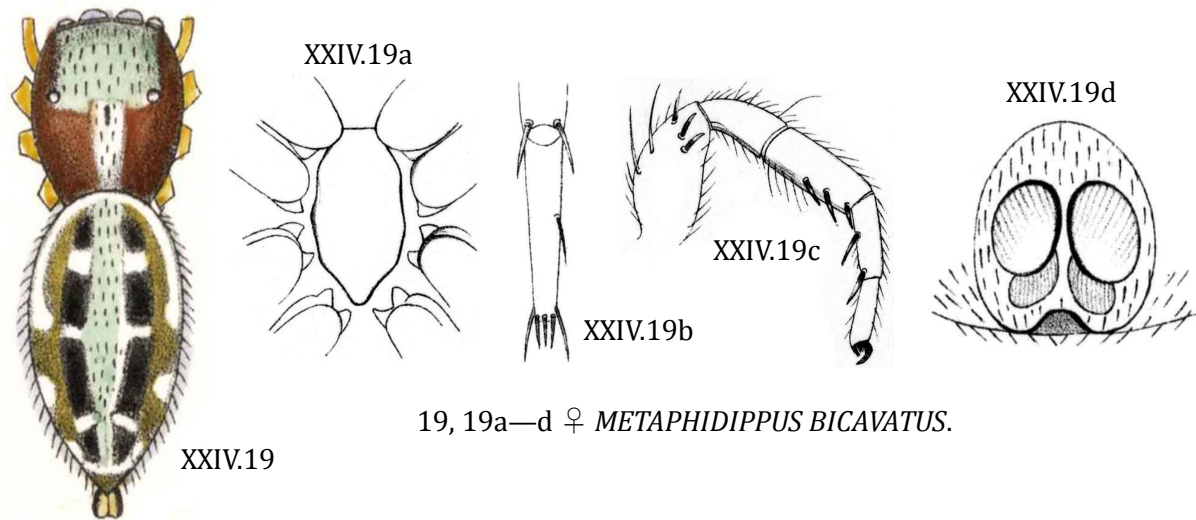 XXIV.19a
XXIV.19d
XXIV.19c
XXIV.19b
19, 19a—d ♀ METAPHIDIPPUS BICAVATUS.
XXIV.19